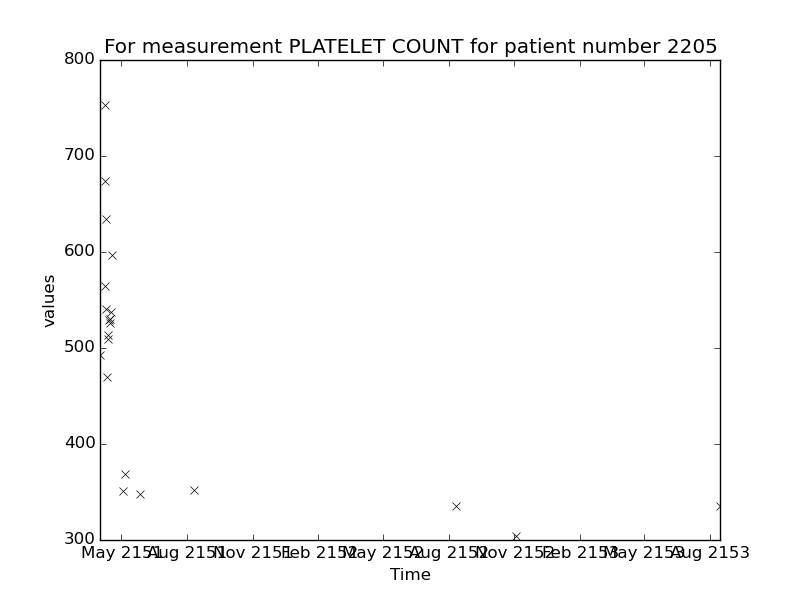 For measurement PLATELET COUNT for patient number 2205
800
700
600
500
400
300
values
May 2151 Aug 2151 Nov 2151 Feb 2152 May 2152 Aug 2152 Nov 2152 Feb 2153 May 2153 Aug 2153
Time